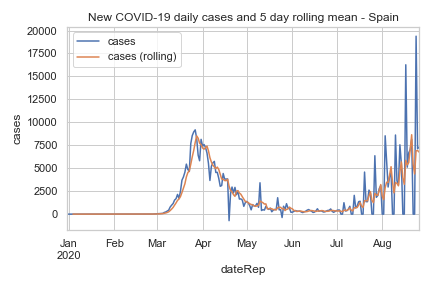 New COVID-19 daily cases and 5 day rolling mean - Spain
20000
17500
15000
12500
10000
7500
5000
2500
0
cases
cases
cases (rolling)
Jan Feb Mar Apr May Jun Jul Aug
2020
dateRep